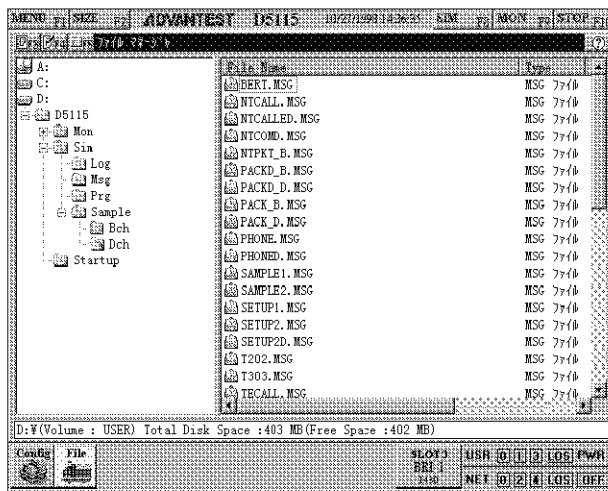 MENU F1 SIZE F2 ADVANTEST D5115 10/27/1998 14:36:35 SIM F9 MON F10 STOP
ファイル マネージャ
File Name Type
A:
C:
D:
D5115
Mon
Sim
Log
Msg
Prg
Sample
Bch
Dch
Startup
BERT.MSG MSG ファイル
NTCALL.MSG MSG ファイル
NTCALLED.MSG MSG ファイル
NTCOMD.MSG MSG ファイル
NTPKT_B.MSG MSG ファイル
PACKD_B.MSG MSG ファイル
PACKD_D.MSG MSG ファイル
PACK_B.MSG MSG ファイル
PACK_D.MSG MSG ファイル
PHONE.MSG MSG ファイル
PHONED.MSG MSG ファイル
SAMPLE1.MSG MSG ファイル
SAMPLE2.MSG MSG ファイル
SETUP1.MSG MSG ファイル
SETUP2.MSG MSG ファイル
SETUP2D.MSG MSG ファイル
T202.MSG MSG ファイル
T303.MSG MSG ファイル
TECALL.MSG MSG ファイル
D:¥(Volume : USER) Total Disk Space :403 MB(Free Space :402 MB)
Config File
SLOT3
BRI I
USR 0 1 3 LOS PWR
NET 0 2 4 LOS OFF